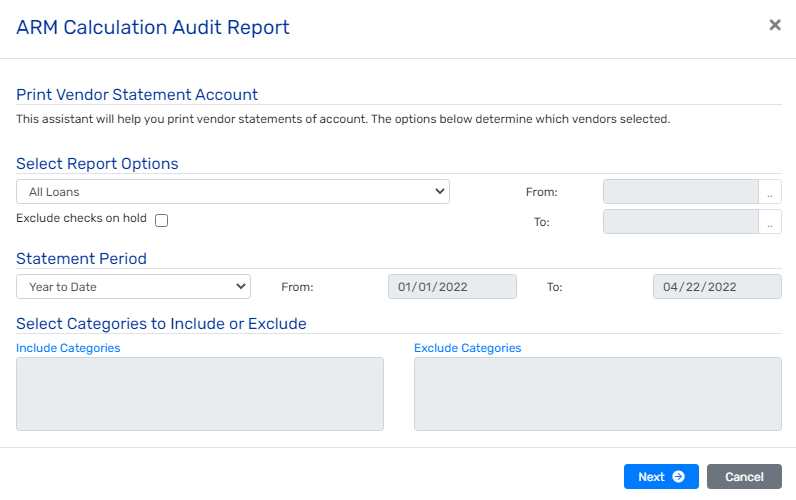 ARM Calculation Audit Report
×
Print Vendor Statement Account
This assistant will help you print vendor statements of account. The options below determine which vendors selected.
Select Report Options
All Loans
From:
..
Exclude checks on hold
To:
..
Statement Period
Year to Date
From:
01/01/2022
To:
04/22/2022
Select Categories to Include or Exclude
Include Categories
Exclude Categories
Next
Cancel